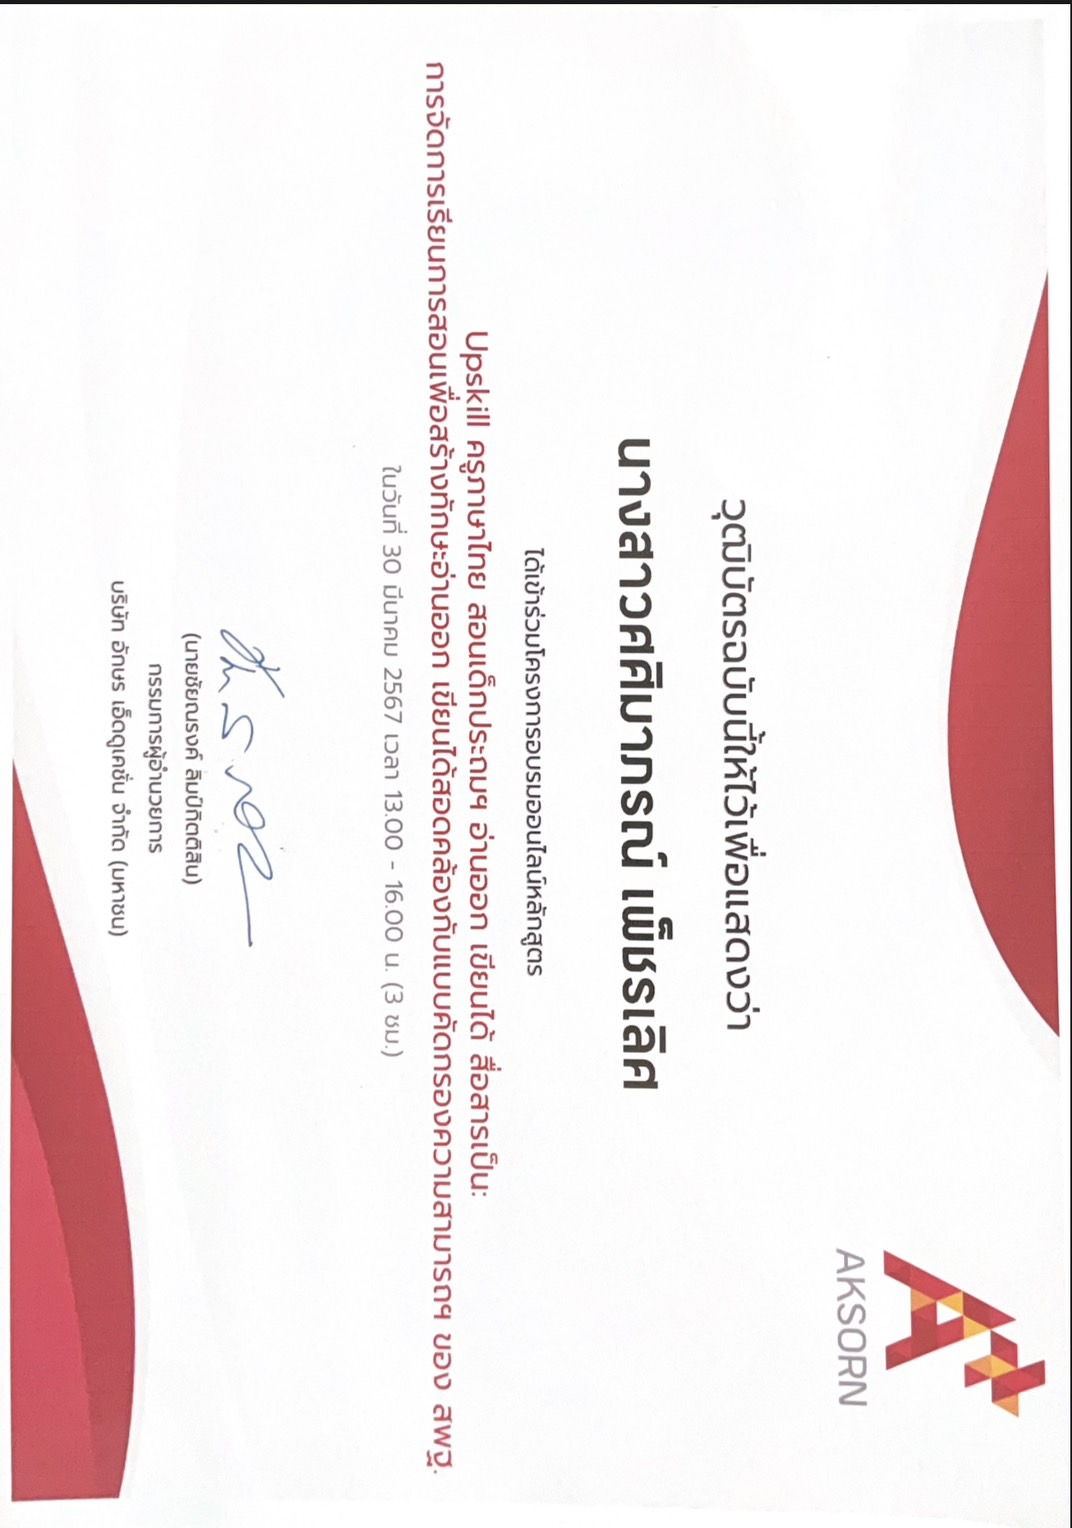 AKSORN
วุฒิบัตรฉบับนี้ให้ไว้เพื่อแสดงว่า
นางสาวศศิมาภรณ์ เพ็ชรเลิศ
ได้เข้าร่วมโครงการอบรมออนไลน์หลักสูตร
Upskill ครูภาษาไทย สอนเด็กประถมฯ อ่านออก เขียนได้ สื่อสารเป็น:
การจัดการเรียนการสอนเพื่อสร้างทักษะอ่านออก เขียนได้สอดคล้องกับแบบคัดกรองความสามารถฯ ของ สพฐ.
ในวันที่ 30 มีนาคม 2567 เวลา 13.00 - 16.00 น. (3 ชม.)
(นายชัยณรงค์ ลิมป์กิตติสิน)
กรรมการผู้อำนวยการ
บริษัท อักษร เอ็ดดูเคชั่น จำกัด (มหาชน)